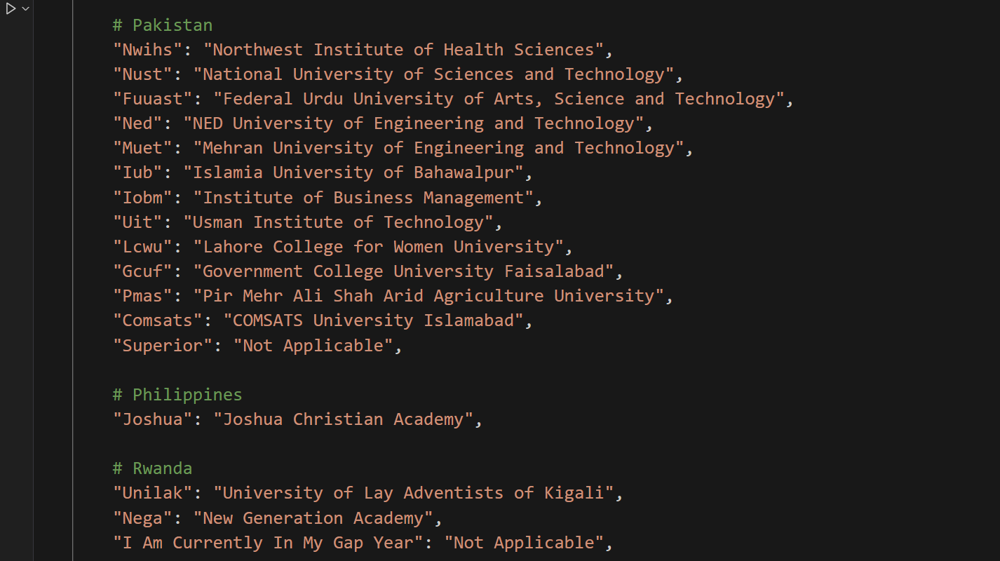 # Pakistan
"Nwihs": "Northwest Institute of Health Sciences",
"Nust": "National University of Sciences and Technology",
"Fuuast": "Federal Urdu University of Arts, Science and Technology",
"Ned": "NED University of Engineering and Technology",
"Muet": "Mehran University of Engineering and Technology",
"Iub": "Islamia University of Bahawalpur",
"Iobm": "Institute of Business Management",
"Uit": "Usman Institute of Technology",
"Lcwu": "Lahore College for Women University",
"Gcuf": "Government College University Faisalabad",
"Pmas": "Pir Mehr Ali Shah Arid Agriculture University",
"Comsats": "COMSATS University Islamabad",
"Superior": "Not Applicable",
# Philippines
"Joshua": "Joshua Christian Academy",
# Rwanda
"Unilak": "University of Lay Adventists of Kigali",
"Nega": "New Generation Academy",
"I Am Currently In My Gap Year": "Not Applicable",